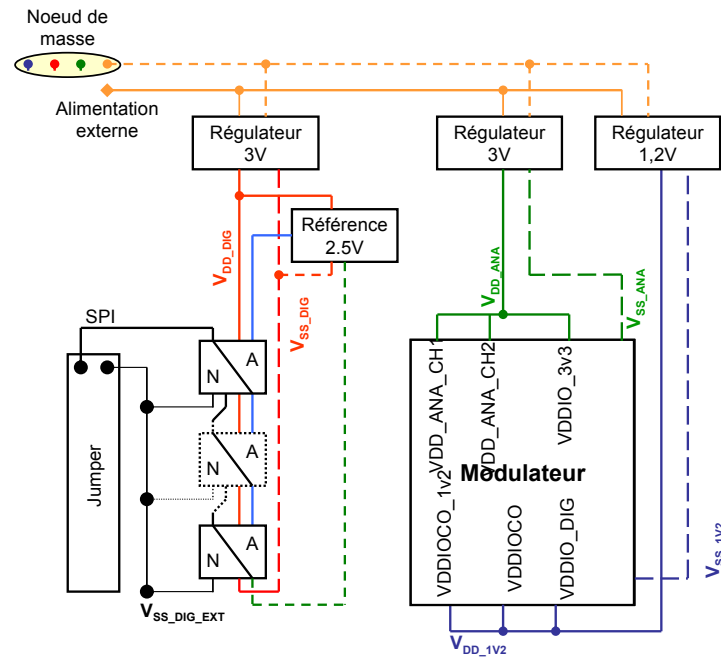 Noeud de
masse
Alimentation
externe
Régulateur
3V
Régulateur
3V
Régulateur
1,2V
Référence
2.5V
VDD_DIG
VSS_DIG
VDD_ANA
VSS_ANA
SPI
N A
N A
N A
Jumper
VSS_DIG_EXT
VDD_ANA_CH1
VDD_ANA_CH2
VDDIO_3v3
Modulateur
VDDIOCO_1v2
VDDIOCO
VDDIO_DIG
VSS_1V2
VDD_1V2